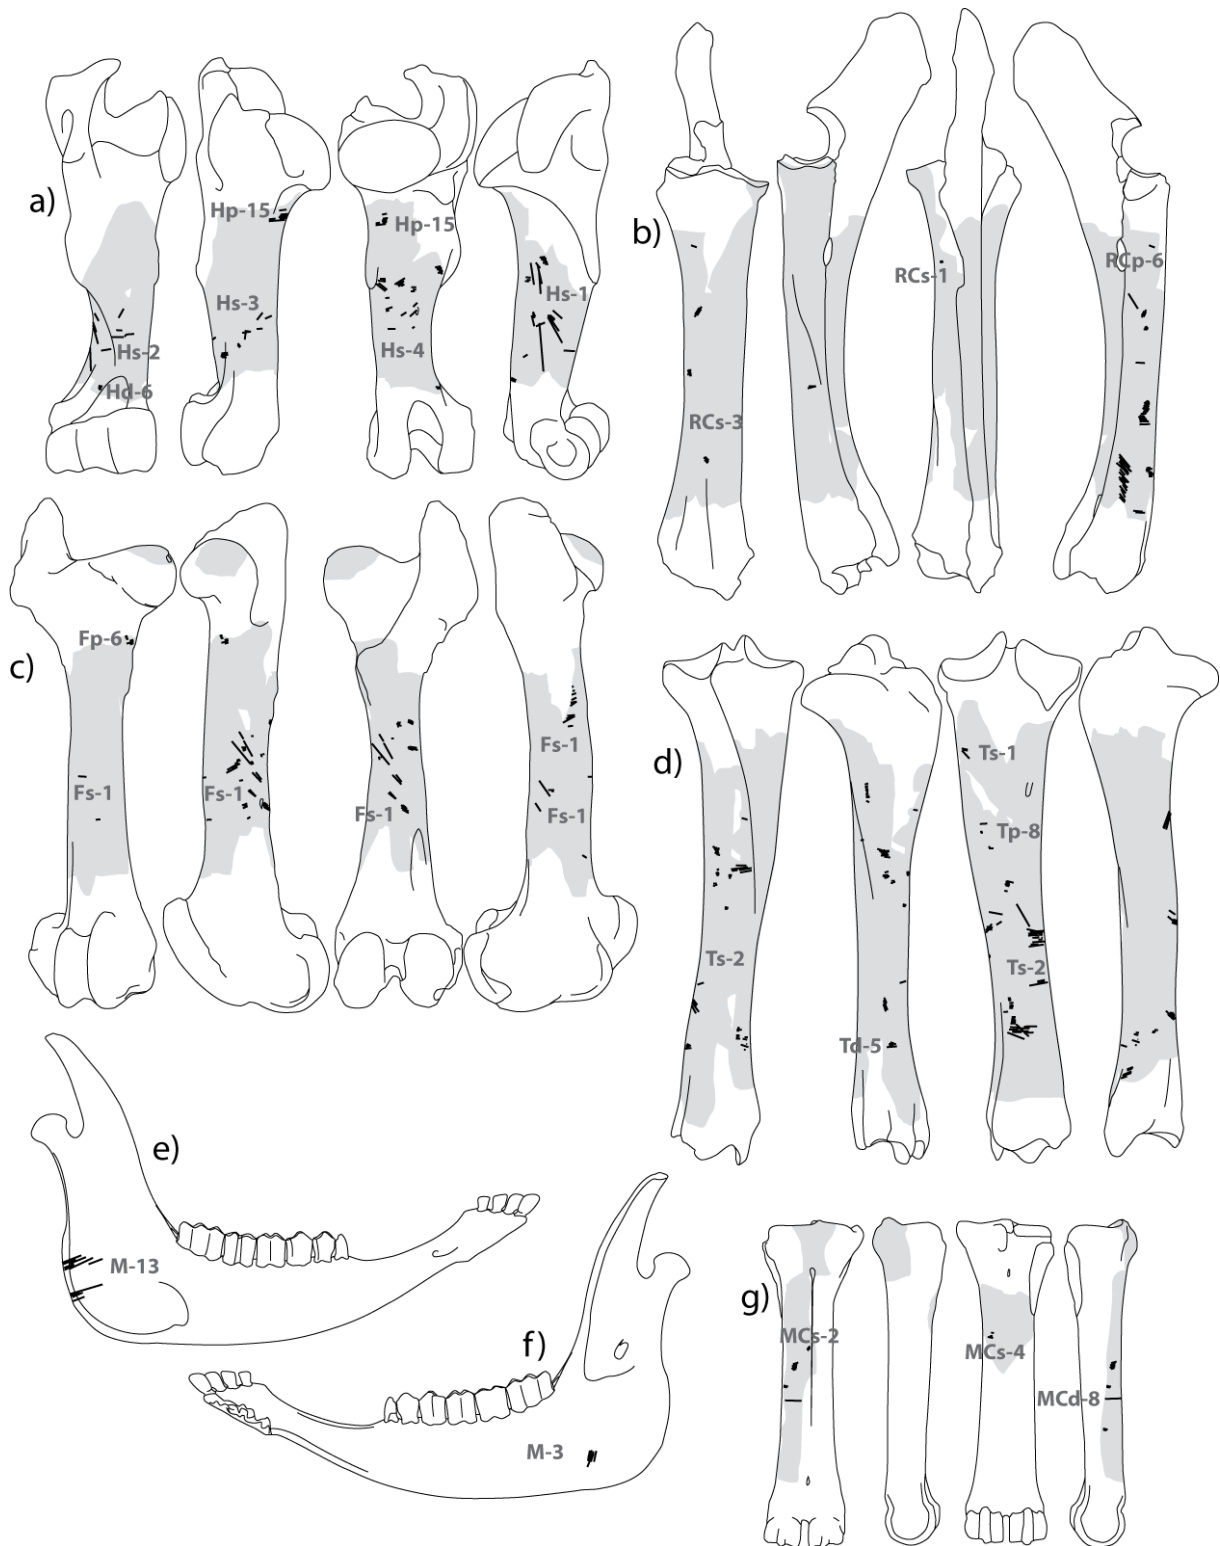 a)
Hp-15
Hp-15
Hs-3
Hs-1
Hs-2
Hs-4
Hd-6
b)
RCs-1
RCp-6
RCs-3
c)
Fp-6
Fs-1
Fs-1
Fs-1
Fs-1
Fs-1
d)
Ts-1
Tp-8
Ts-2
Ts-2
Td-5
e)
M-13
f)
M-3
g)
MCs-2
MCs-4
MCd-8